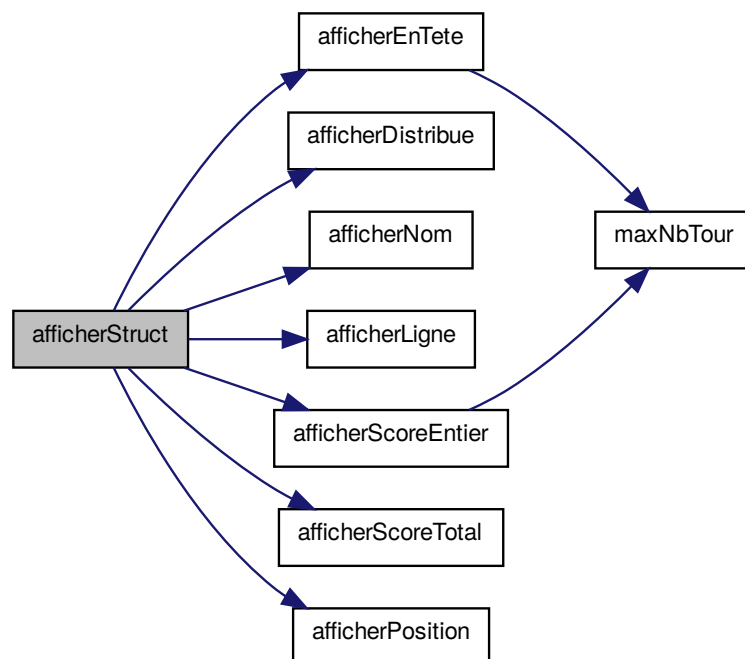 afficherEnTete
afficherDistribue
afficherNom
maxNbTour
afficherStruct
afficherLigne
afficherScoreEntier
afficherScoreTotal
afficherPosition